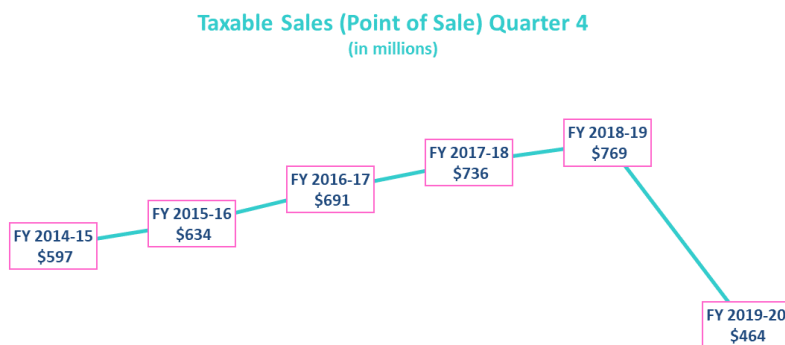 Taxable Sales (Point of Sale) Quarter 4
(in millions)
FY 2014-15
$597
FY 2015-16
$634
FY 2016-17
$691
FY 2017-18
$736
FY 2018-19
$769
FY 2019-20
$464